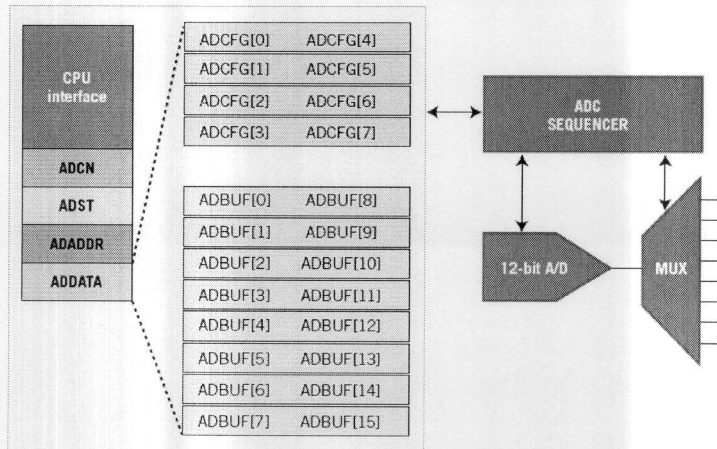 CPU
interface
ADCN
ADST
ADADDR
ADDATA
ADCFG[0] ADCFG[4]
ADCFG[1] ADCFG[5]
ADCFG[2] ADCFG[6]
ADCFG[3] ADCFG[7]
ADBUF[0] ADBUF[8]
ADBUF[1] ADBUF[9]
ADBUF[2] ADBUF[10]
ADBUF[3] ADBUF[11]
ADBUF[4] ADBUF[12]
ADBUF[5] ADBUF[13]
ADBUF[6] ADBUF[14]
ADBUF[7] ADBUF[15]
ADC
SEQUENCER
12-bit A/D
MUX